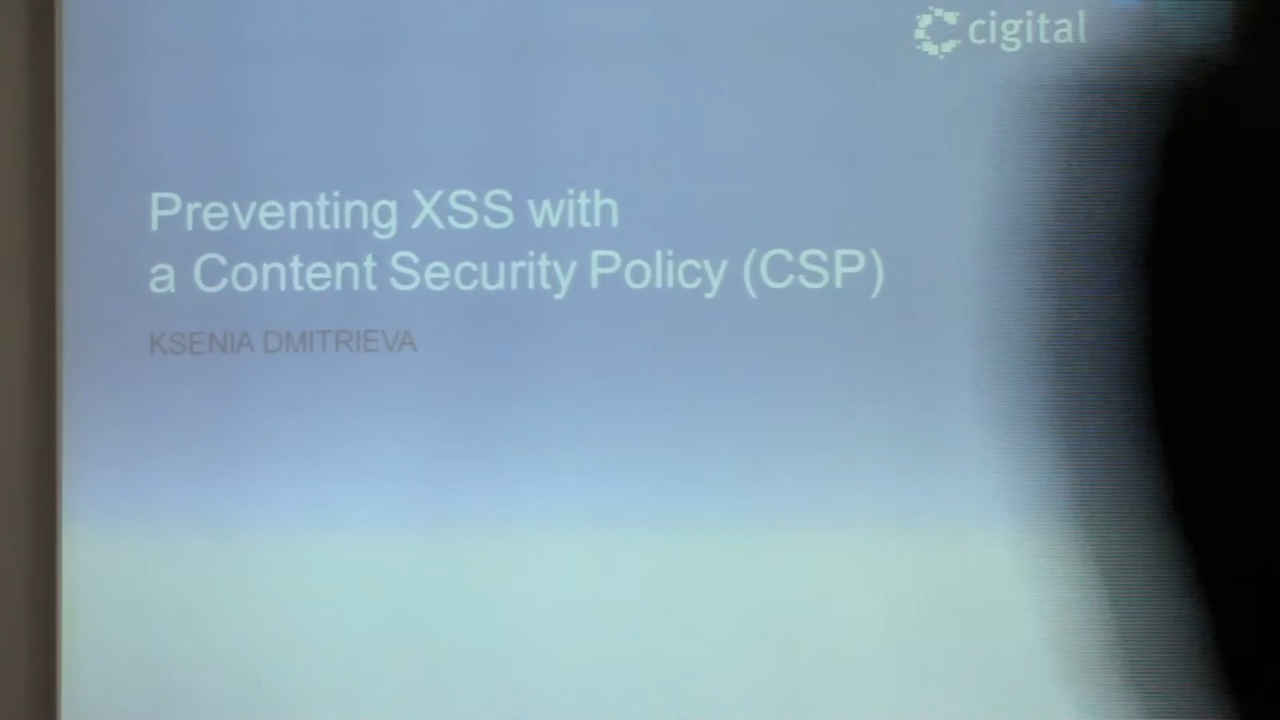 cigital
Preventing XSS with
a Content Security Policy (CSP)
KSENIA DMITRIEVA